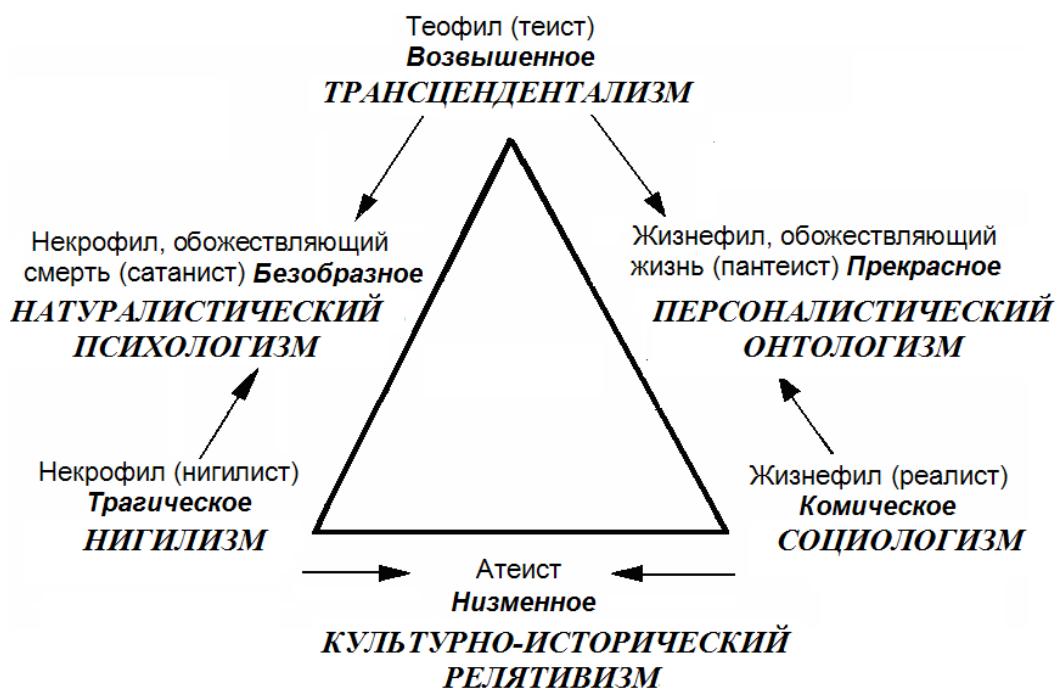 Теофил (теист)
Возвышенное
ТРАНСЦЕНДЕНТАЛИЗМ
Некрофил, обожествляющий
смерть (сатанист) Безобразное
НАТУРАЛИСТИЧЕСКИЙ
ПСИХОЛОГИЗМ
Жизнефил, обожествляющий
жизнь (пантеист) Прекрасное
ПЕРСОНАЛИСТИЧЕСКИЙ
ОНТОЛОГИЗМ
Некрофил (нигилист)
Трагическое
НИГИЛИЗМ
Жизнефил (реалист)
Комическое
СОЦИОЛОГИЗМ
Атеист
Низменное
КУЛЬТУРНО-ИСТОРИЧЕСКИЙ
РЕЛЯТИВИЗМ